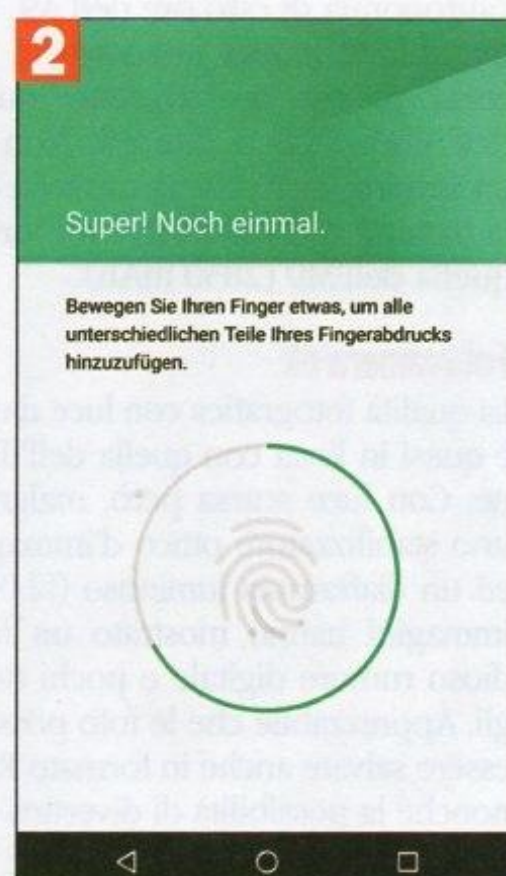 2
Super! Noch einmal.
Bewegen Sie Ihren Finger etwas, um alle
unterschiedlichen Teile Ihres Fingerabdrucks
hinzuzufügen.